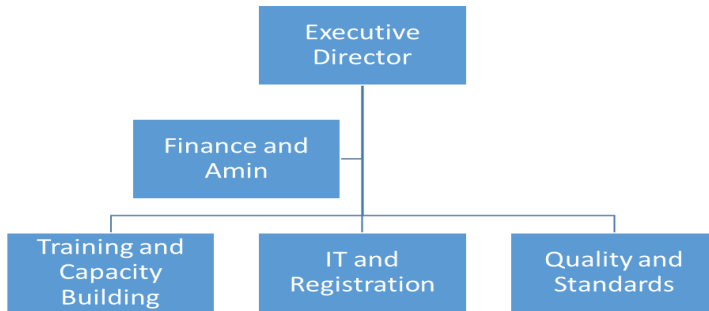 Executive
Director
Finance and
Amin
Training and
Capacity
Building
IT and
Registration
Quality and
Standards